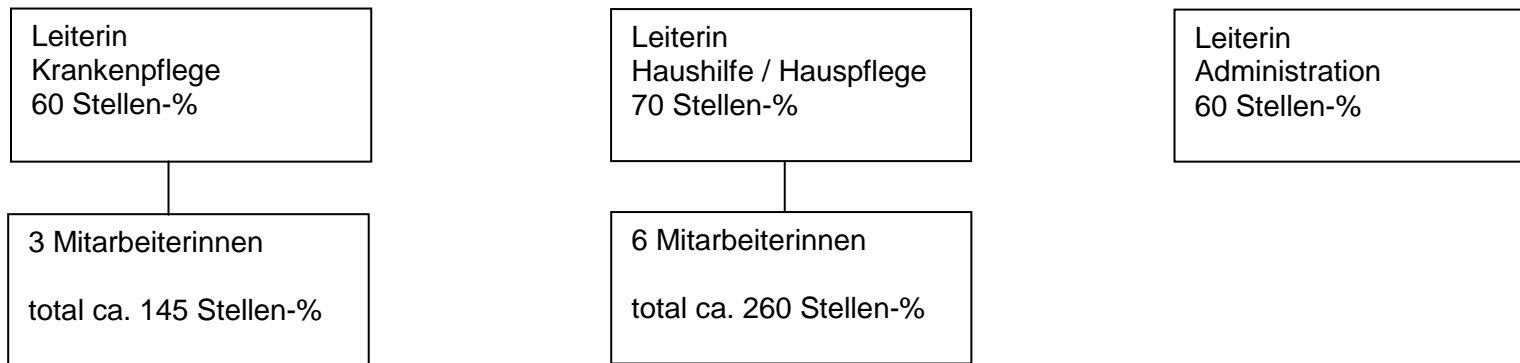 Leiterin
Krankenpflege
60 Stellen-%
Leiterin
Haushilfe / Hauspflege
70 Stellen-%
Leiterin
Administration
60 Stellen-%
3 Mitarbeiterinnen
total ca. 145 Stellen-%
6 Mitarbeiterinnen
total ca. 260 Stellen-%